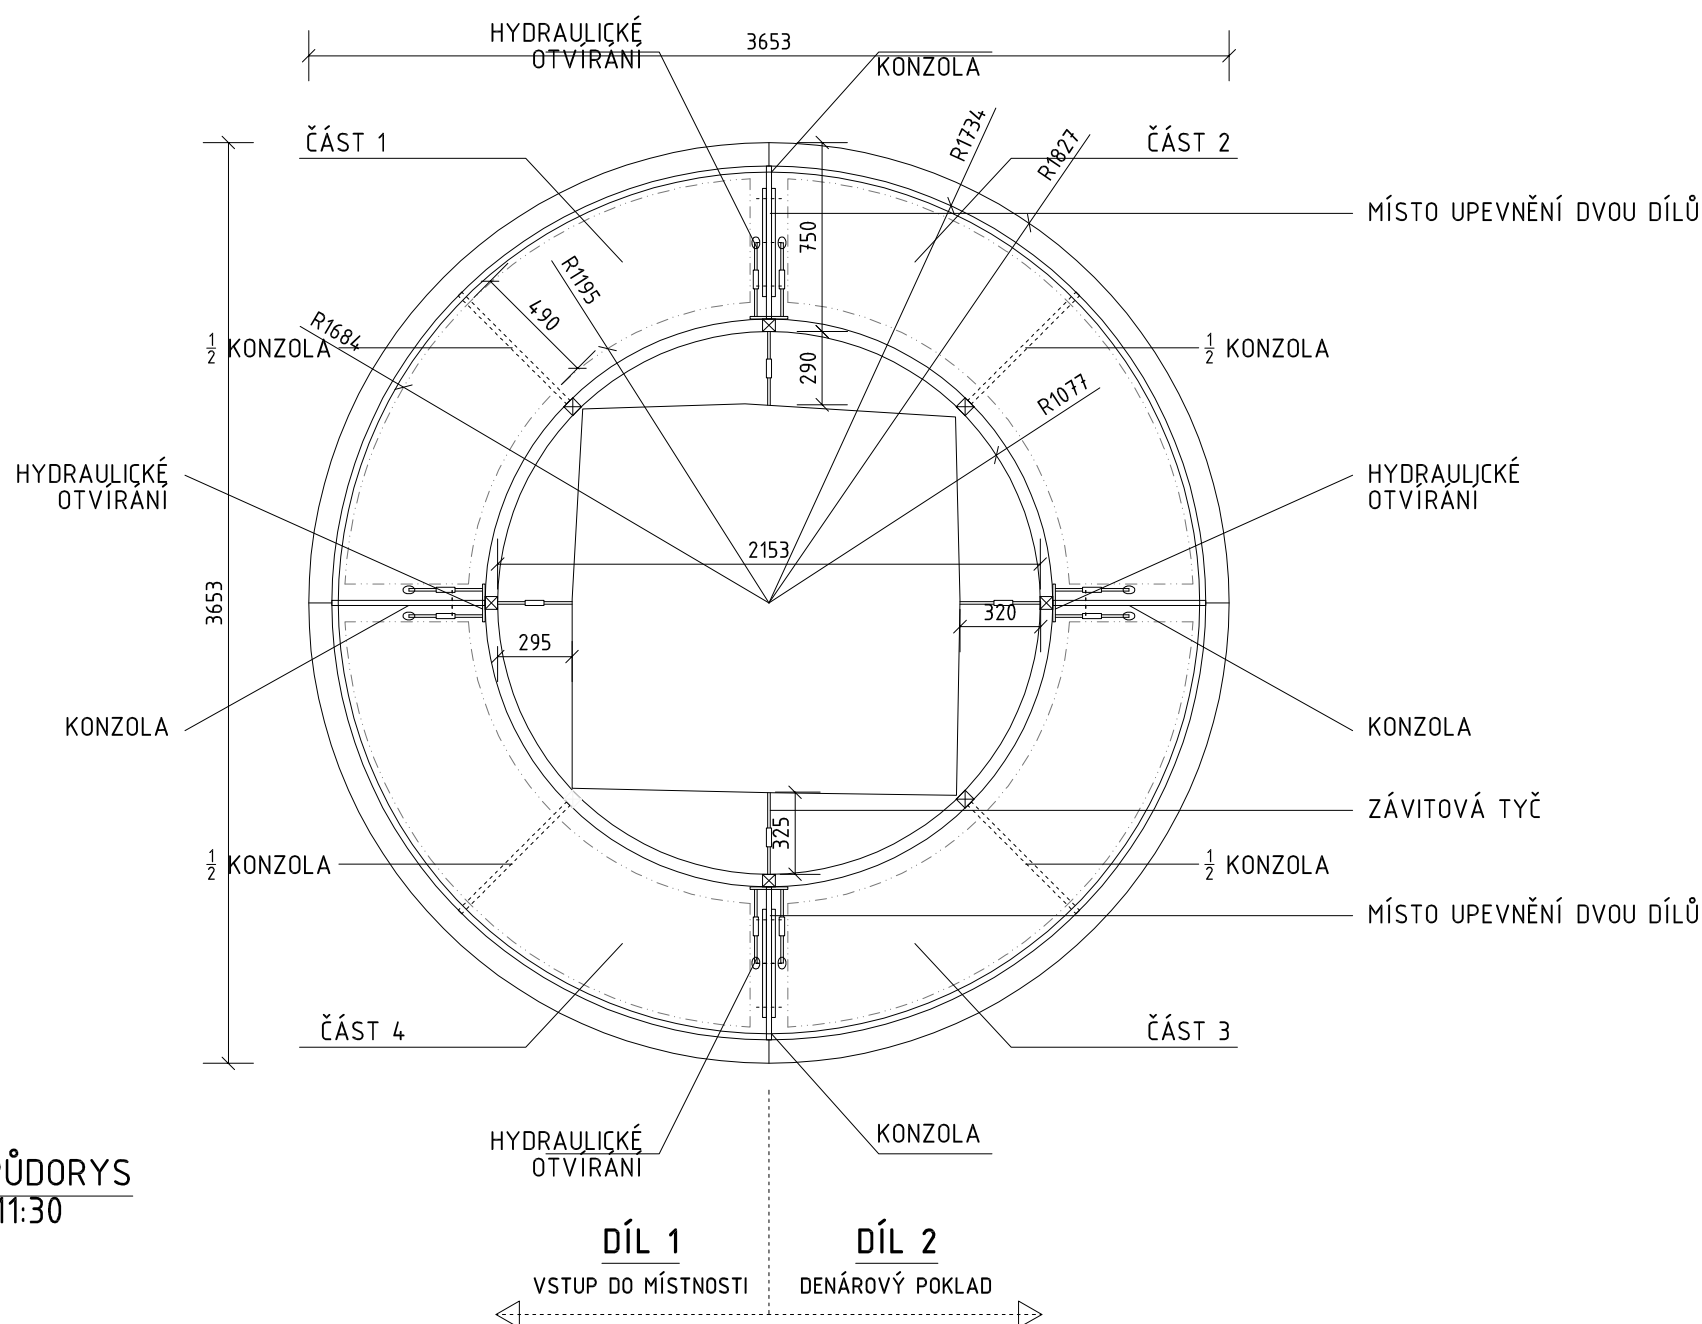 HYDRAULICKÉ
OTVÍRÁNÍ
3653
KONZOLA
ČÁST 1
R1734
R1827
ČÁST 2
MÍSTO UPEVNĚNÍ DVOU DÍLŮ
750
R1195
490
R1684
1/2 KONZOLA
290
1/2 KONZOLA
R1077
HYDRAULICKÉ
OTVÍRÁNÍ
HYDRAULICKÉ
OTVÍRÁNÍ
2153
3653
320
295
KONZOLA
KONZOLA
ZÁVITOVÁ TYČ
325
1/2 KONZOLA
1/2 KONZOLA
MÍSTO UPEVNĚNÍ DVOU DÍLŮ
ČÁST 4
ČÁST 3
HYDRAULICKÉ
OTVÍRÁNÍ
KONZOLA
ŮDORYS
1:30
DÍL 1
DÍL 2
VSTUP DO MÍSTNOSTI
DENÁROVÝ POKLAD